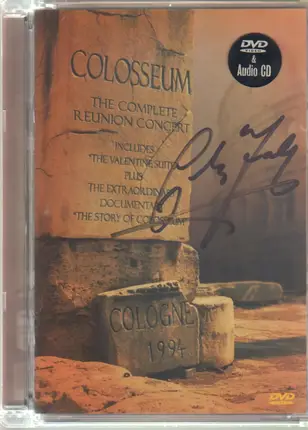 DVD
VIDEO
&
Audio CD
COLOSSEUM
THE COMPLETE
REUNION CONCERT
INCLUDES
"THE VALENTINE SUITE"
PLUS
THE EXTRAORDINARY
DOCUMENTARY
"THE STORY OF COLOSSEUM"
COLOGNE
1994
DVD